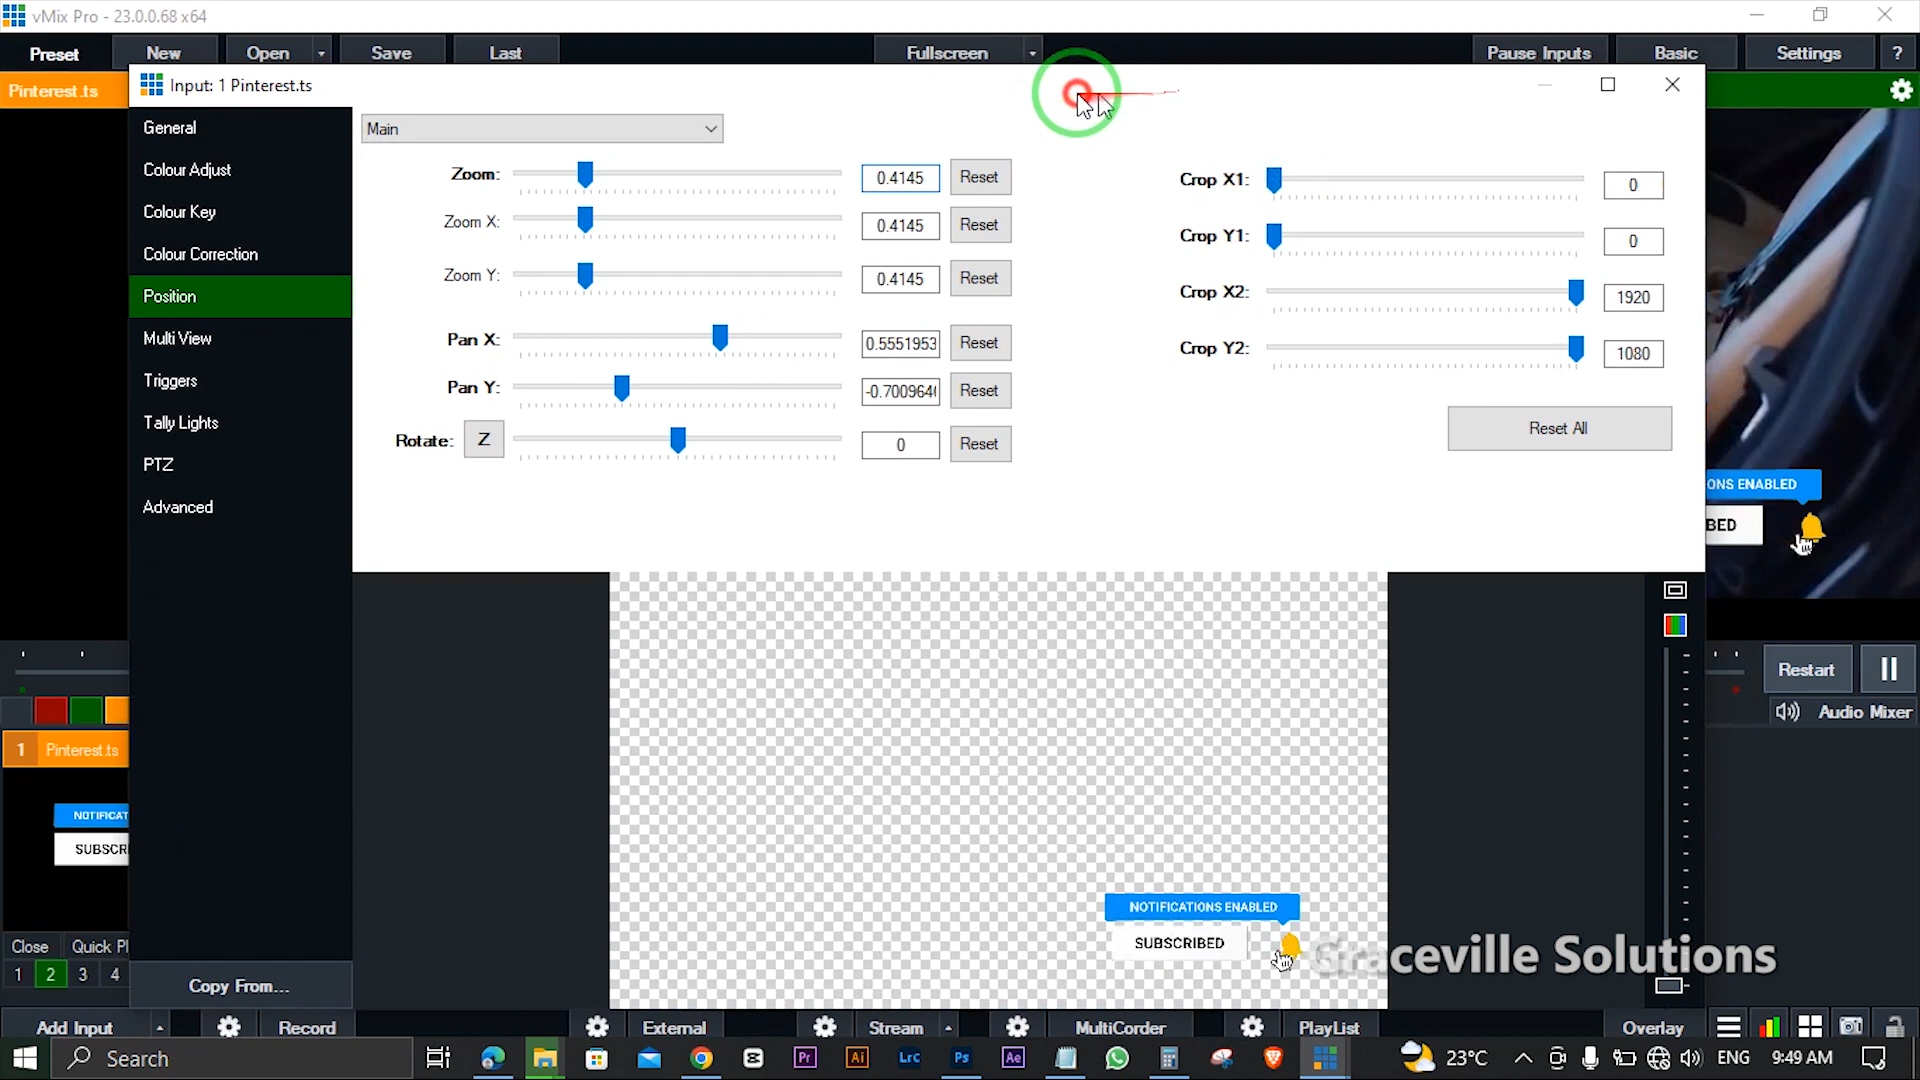 vMix Pro - 23.0.0.68 x64
Preset
New
Open
Save
Last
Fullscreen
Pause Inputs
Basic
Settings
?
Pinterest.ts
Input: 1 Pinterest.ts
General
Colour Adjust
Colour Key
Colour Correction
Position
Multi View
Triggers
Tally Lights
PTZ
Advanced
Copy From...
Main
Zoom: 0.4145 Reset
Zoom X: 0.4145 Reset
Zoom Y: 0.4145 Reset
Pan X: 0.5551953 Reset
Pan Y: -0.700964 Reset
Rotate: Z 0 Reset
Crop X1: 0
Crop Y1: 0
Crop X2: 1920
Crop Y2: 1080
Reset All
ONS ENABLED
BED
Restart
Audio Mixer
1 Pinterest.ts
NOTIFICAT
SUBSCRI
Close Quick Pl
1 2 3 4
NOTIFICATIONS ENABLED
SUBSCRIBED
Graceville Solutions
Add Input
Record
External
Stream
MultiCorder
PlayList
Overlay
Search
Pr
Ai
Lrc
Ps
Ae
23°C
ENG
9:49 AM